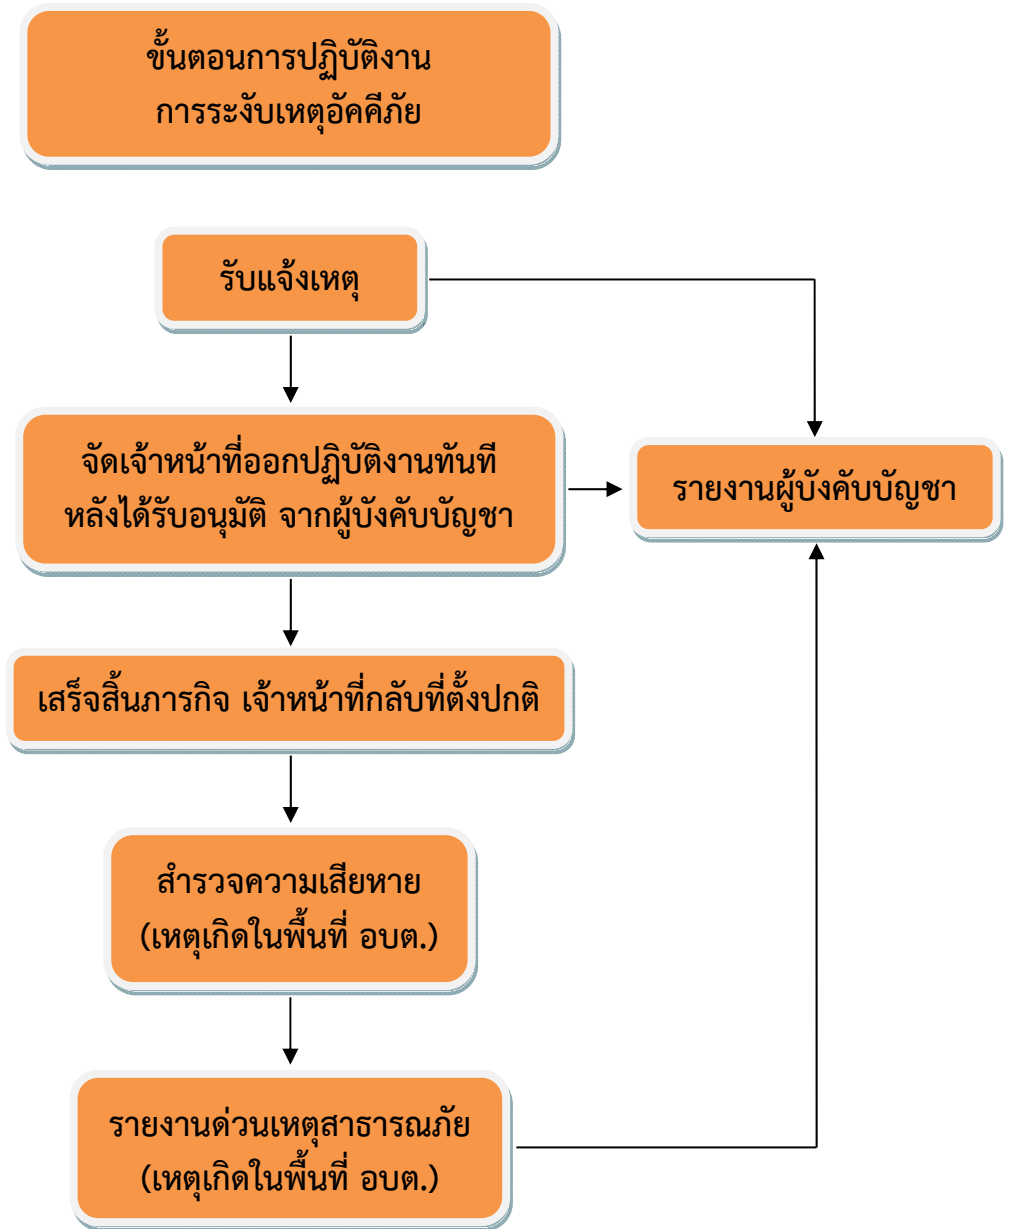 ขั้นตอนการปฏิบัติงาน
การระงับเหตุอัคคีภัย
รับแจ้งเหตุ
จัดเจ้าหน้าที่ออกปฏิบัติงานทันที
หลังได้รับอนุมัติ จากผู้บังคับบัญชา
รายงานผู้บังคับบัญชา
เสร็จสิ้นภารกิจ เจ้าหน้าที่กลับที่ตั้งปกติ
สำรวจความเสียหาย
(เหตุเกิดในพื้นที่ อบต.)
รายงานด่วนเหตุสาธารณภัย
(เหตุเกิดในพื้นที่ อบต.)